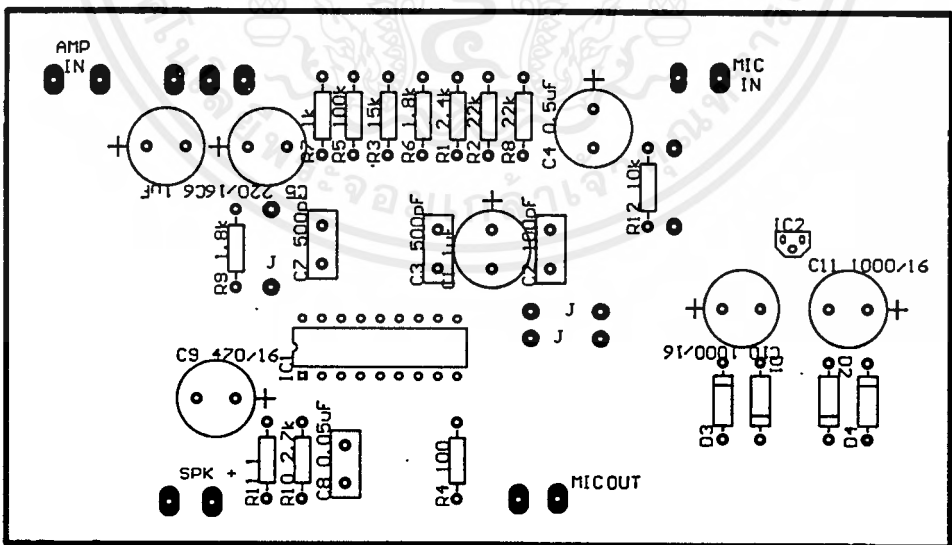 AMP
IN
MIC
IN
R7 1k
R5 100k
R3 15k
R6 1.8k
R1 2.4k
R2 22k
R8 22k
C4 0.5uF
R12 10k
C6 1uF
C5 220/16
R9 1.8k
J
C7 500pF
C3 500pF
C1 1uF
C2 100pF
IC2
C11 1000/16
J
J
C10 1000/16
C9 470/16
IC1
D1
D2
D3
D4
SPK +
R11 1
R10 2.7k
C8 0.05uF
R4 100
MICOUT